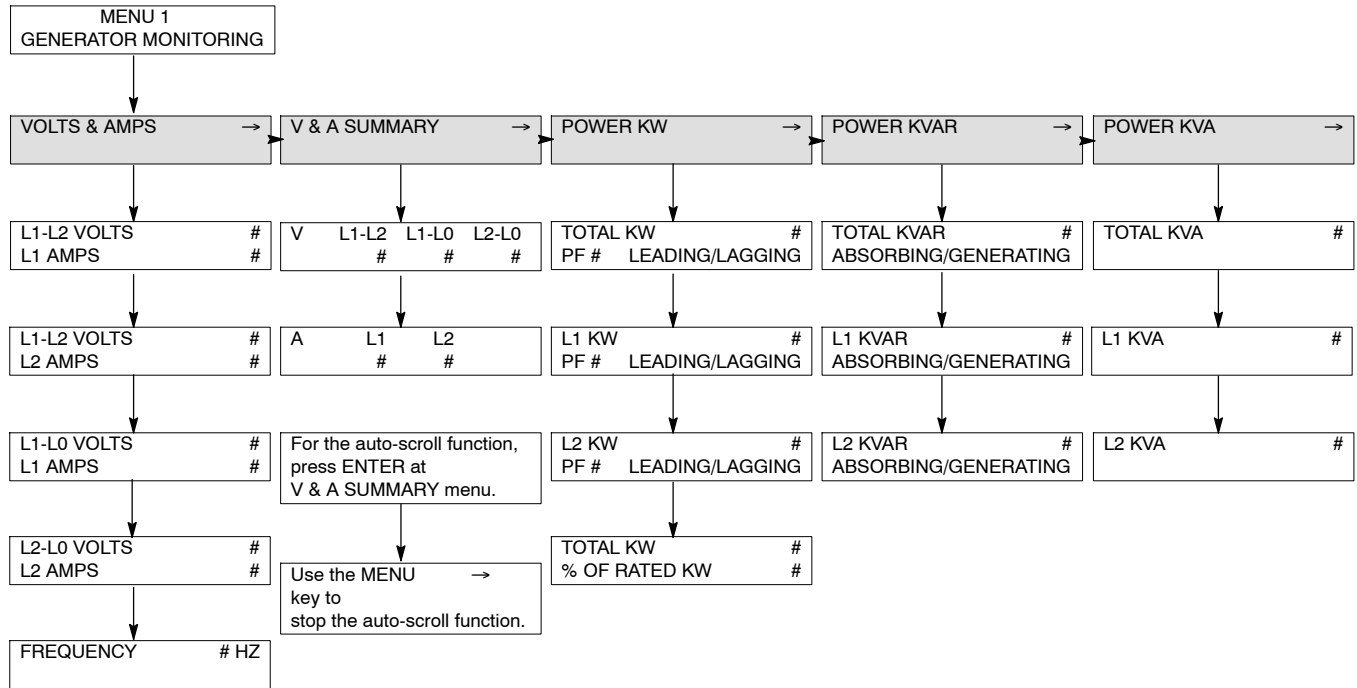 MENU 1
GENERATOR MONITORING
VOLTS & AMPS →
V & A SUMMARY →
POWER KW →
POWER KVAR →
POWER KVA →
L1-L2 VOLTS #
L1 AMPS #
L1-L2 VOLTS #
L2 AMPS #
L1-L0 VOLTS #
L1 AMPS #
L2-L0 VOLTS #
L2 AMPS #
FREQUENCY # HZ
V L1-L2 L1-L0 L2-L0
# # #
A L1 L2
# #
For the auto-scroll function,
press ENTER at
V & A SUMMARY menu.
Use the MENU →
key to
stop the auto-scroll function.
TOTAL KW #
PF # LEADING/LAGGING
L1 KW #
PF # LEADING/LAGGING
L2 KW #
PF # LEADING/LAGGING
TOTAL KW #
% OF RATED KW #
TOTAL KVAR #
ABSORBING/GENERATING
L1 KVAR #
ABSORBING/GENERATING
L2 KVAR #
ABSORBING/GENERATING
TOTAL KVA #
L1 KVA #
L2 KVA #